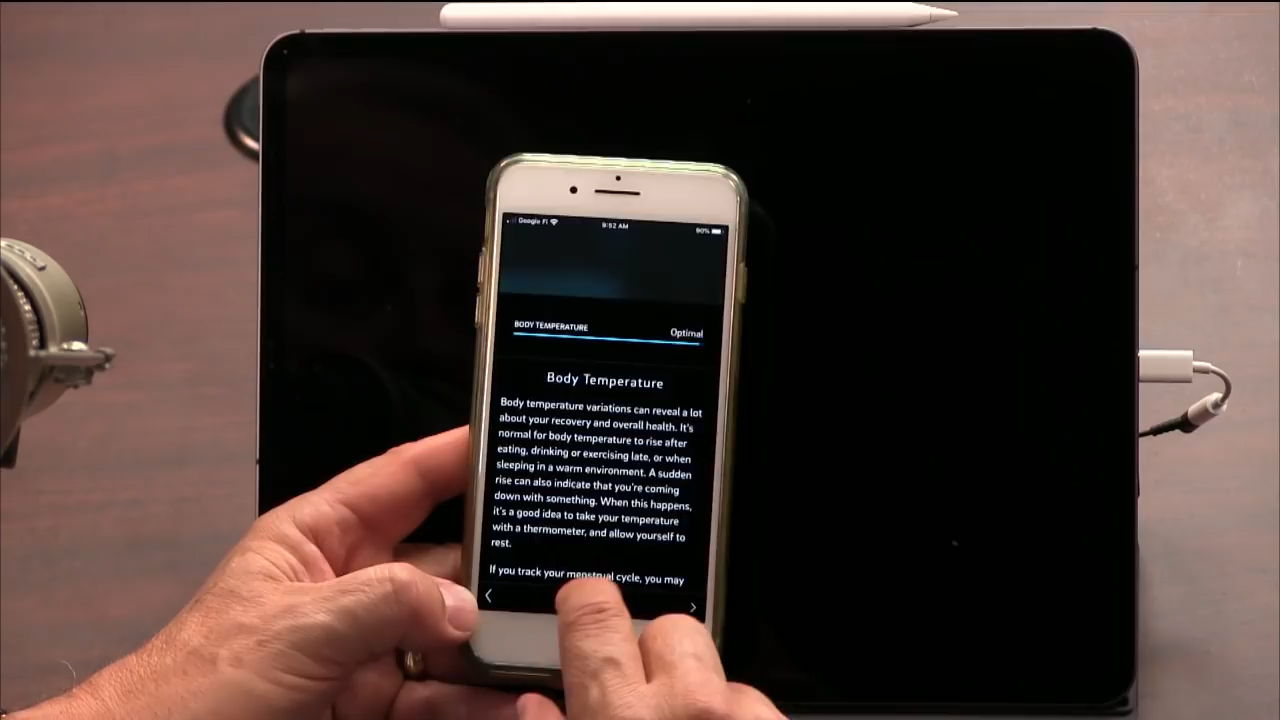 Google Fi
9:52 AM
90%
BODY TEMPERATURE
Optimal
Body Temperature
Body temperature variations can reveal a lot
about your recovery and overall health. It's
normal for body temperature to rise after
eating, drinking or exercising late, or when
sleeping in a warm environment. A sudden
rise can also indicate that you're coming
down with something. When this happens,
it's a good idea to take your temperature
with a thermometer, and allow yourself to
rest.
If you track your menstrual cycle, you may